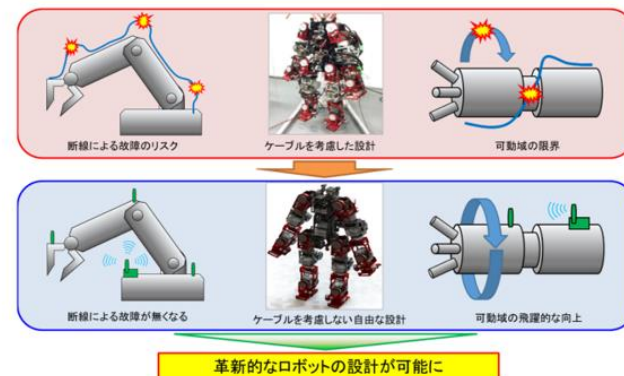 断線による故障のリスク
ケーブルを考慮した設計
可動域の限界
断線による故障が無くなる
ケーブルを考慮しない自由な設計
可動域の飛躍的な向上
革新的なロボットの設計が可能に